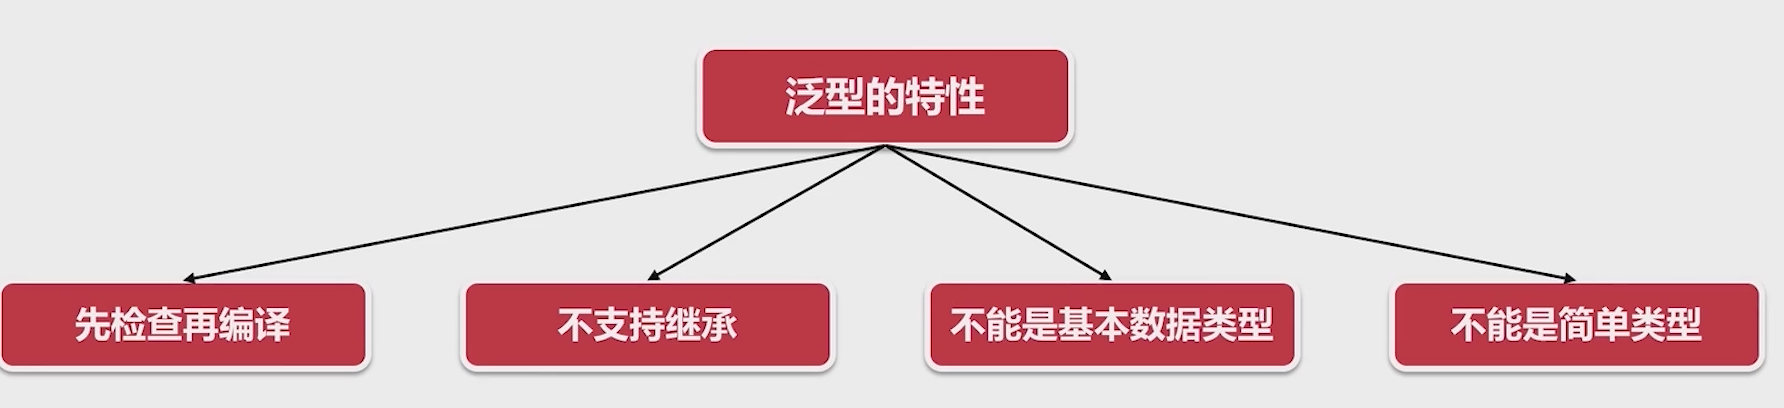 泛型的特性
先检查再编译
不支持继承
不能是基本数据类型
不能是简单类型